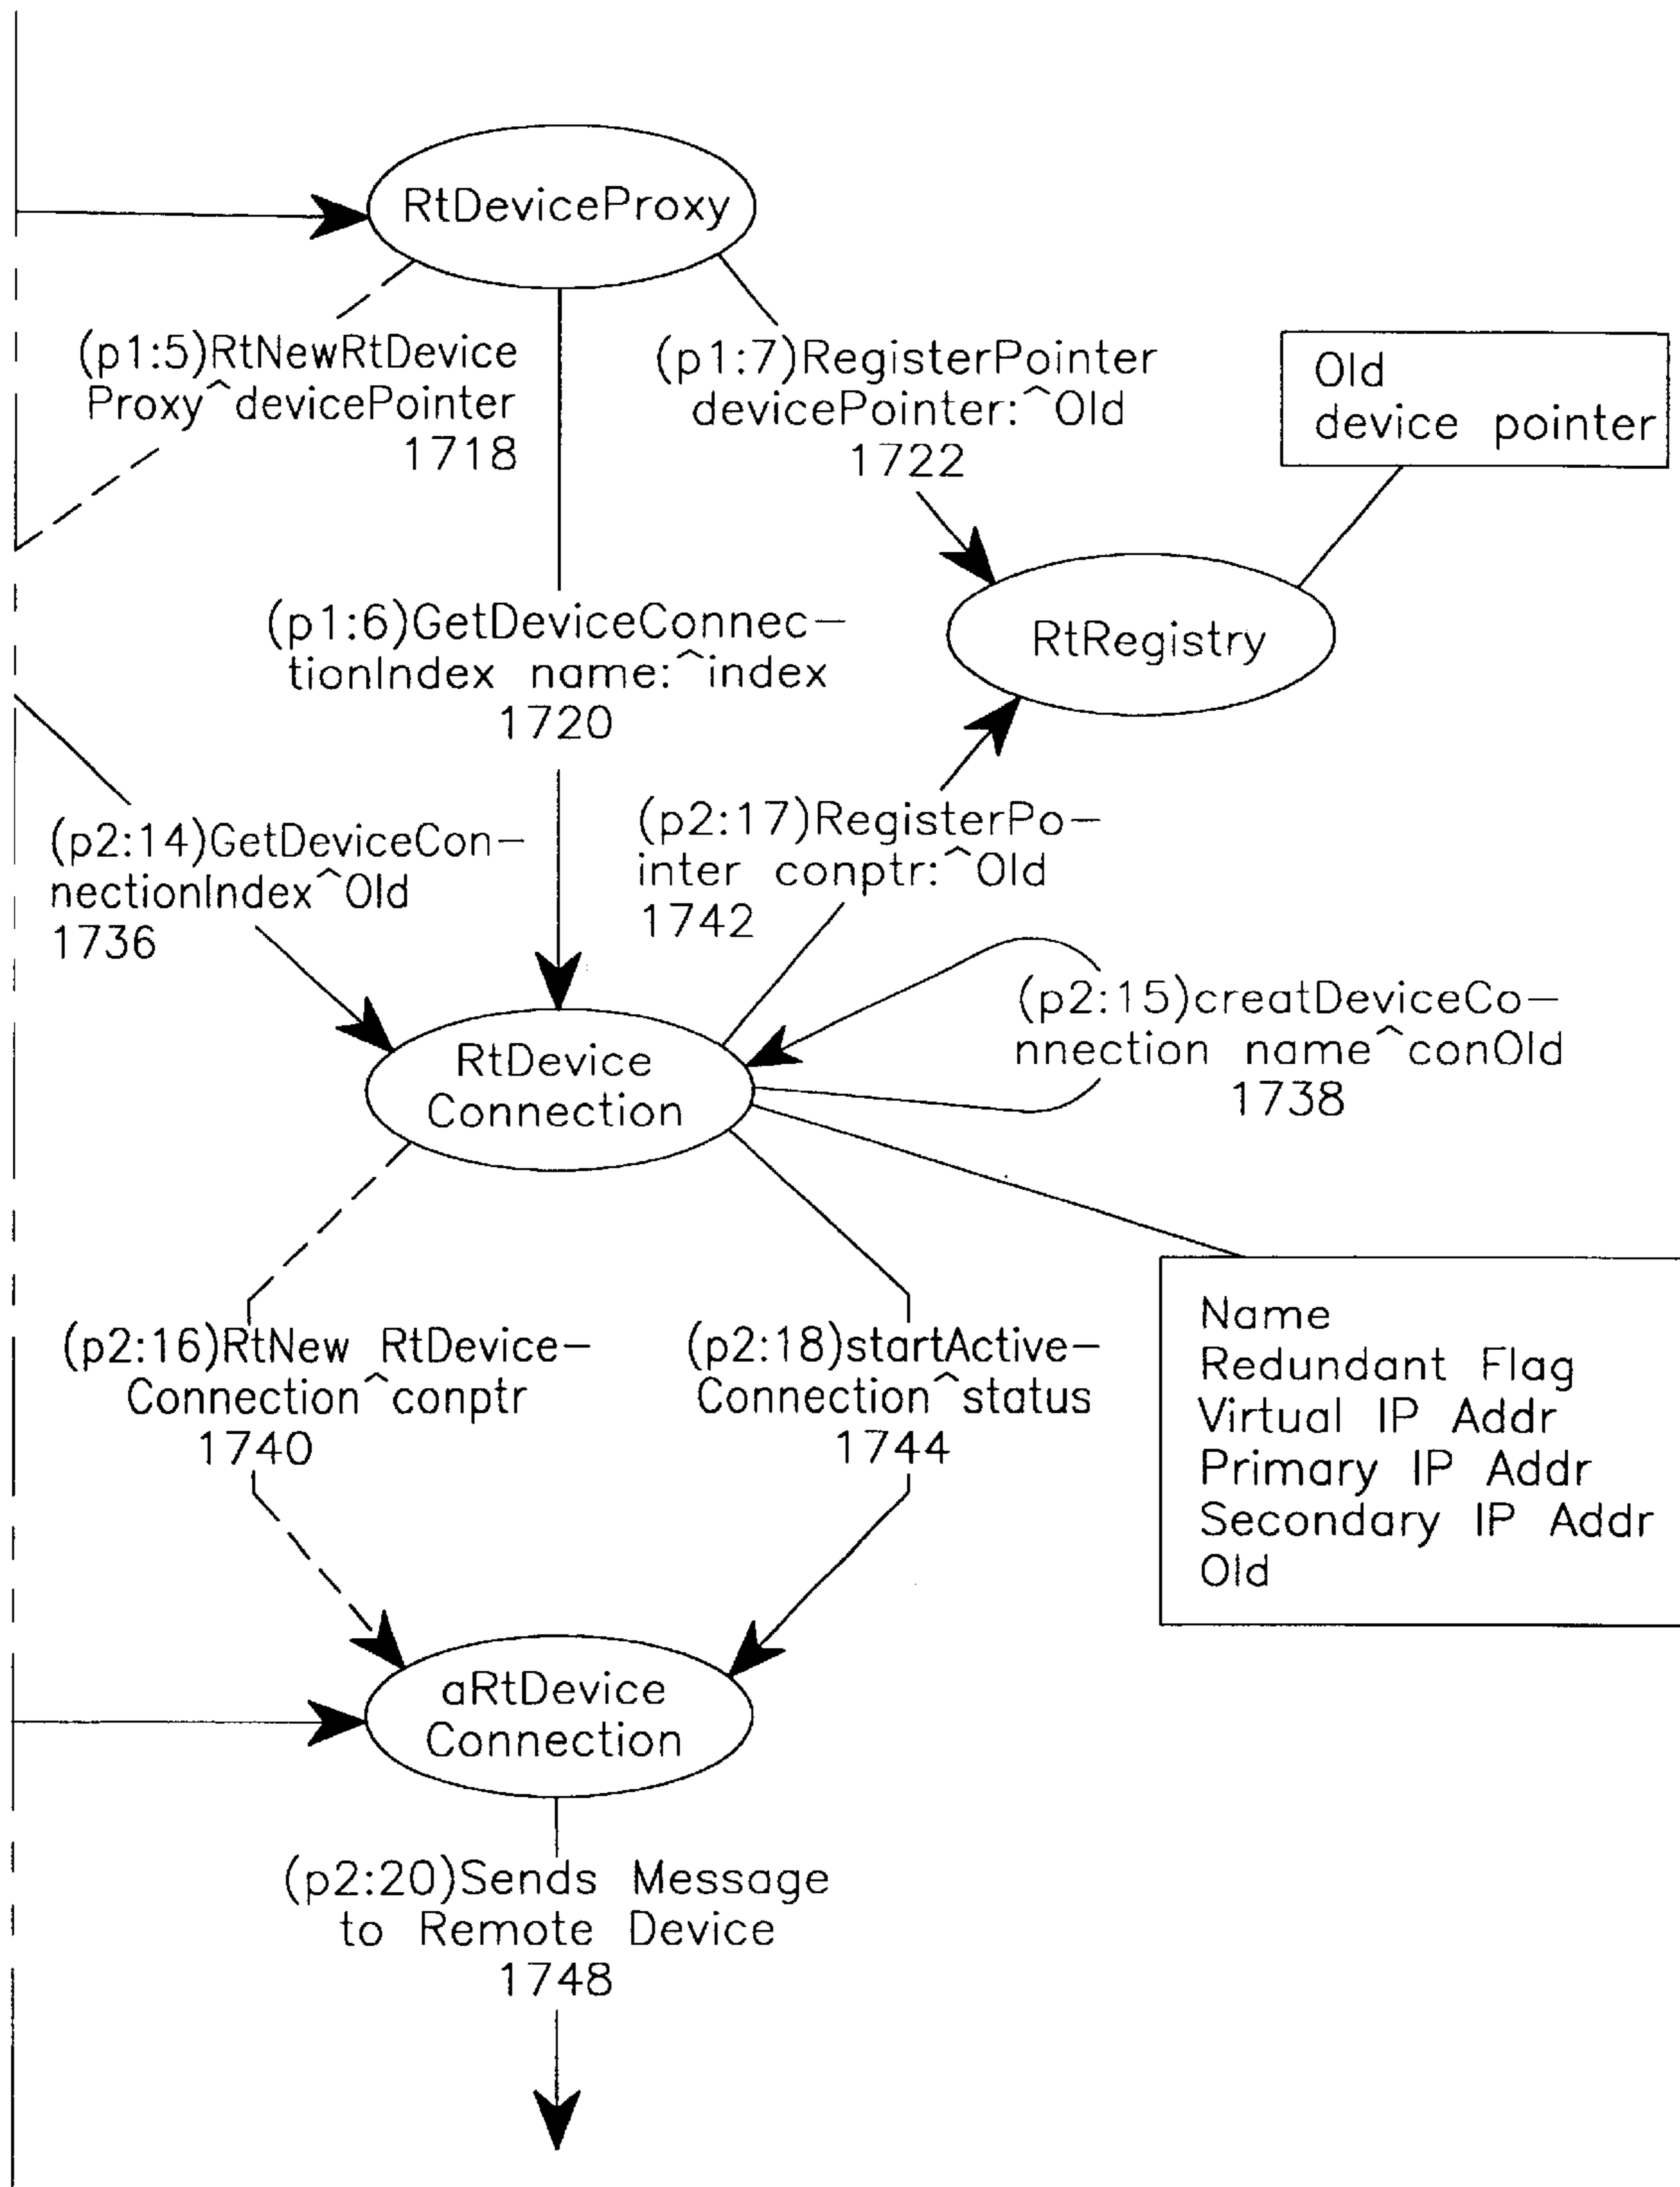 RtDeviceProxy
(p1:5)RtNewRtDevice
Proxy^devicePointer
1718
(p1:7)RegisterPointer
devicePointer:^Old
1722
Old
device pointer
(p1:6)GetDeviceConnec-
tionIndex name:^index
1720
RtRegistry
(p2:14)GetDeviceCon-
nectionIndex^Old
1736
(p2:17)RegisterPo-
inter conptr:^Old
1742
(p2:15)creatDeviceCo-
nnection name^conOld
1738
RtDevice
Connection
(p2:16)RtNew RtDevice-
Connection^conptr
1740
(p2:18)startActive-
Connection^status
1744
Name
Redundant Flag
Virtual IP Addr
Primary IP Addr
Secondary IP Addr
Old
aRtDevice
Connection
(p2:20)Sends Message
to Remote Device
1748